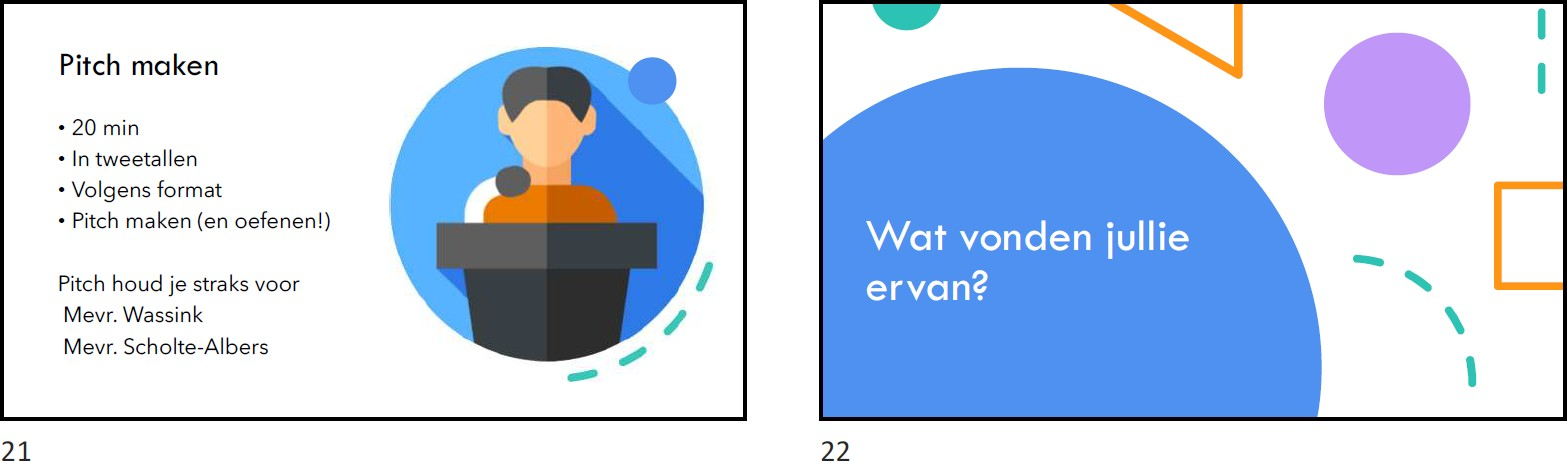 Pitch maken
• 20 min
• In tweetallen
• Volgens format
• Pitch maken (en oefenen!)
Pitch houd je straks voor
Mevr. Wassink
Mevr. Scholte-Albers
21
Wat vonden jullie
ervan?
22